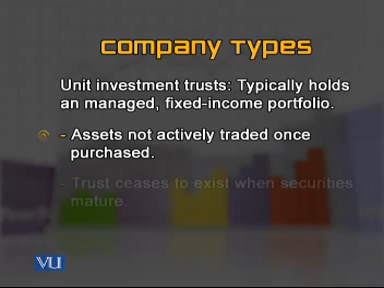 Company Types
Unit investment trusts: Typically holds
an managed, fixed-income portfolio.
- Assets not actively traded once
purchased.
- Trust ceases to exist when securities
mature.
VU